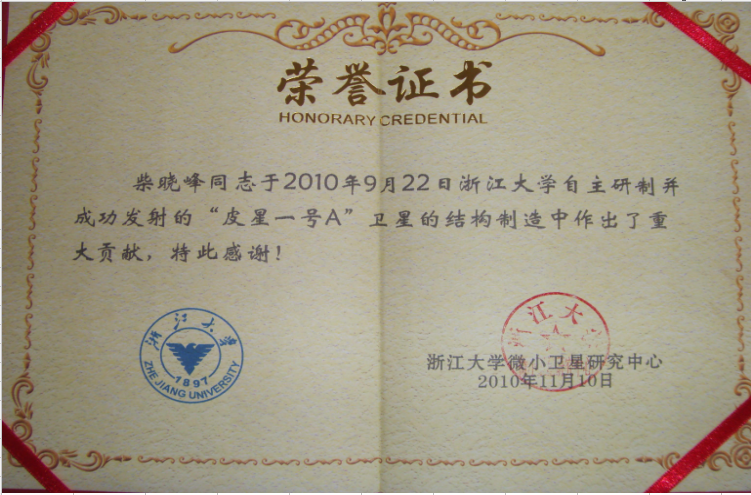 荣誉证书
HONORARY CREDENTIAL
柴晓峰同志于2010年9月22日浙江大学自主研制并
成功发射的“皮星一号A”卫星的结构制造中作出了重
大贡献，特此感谢！
浙江大学
1897
ZHE JIANG UNIVERSITY
浙江大
浙江大学微小卫星研究中心
2010年11月10日